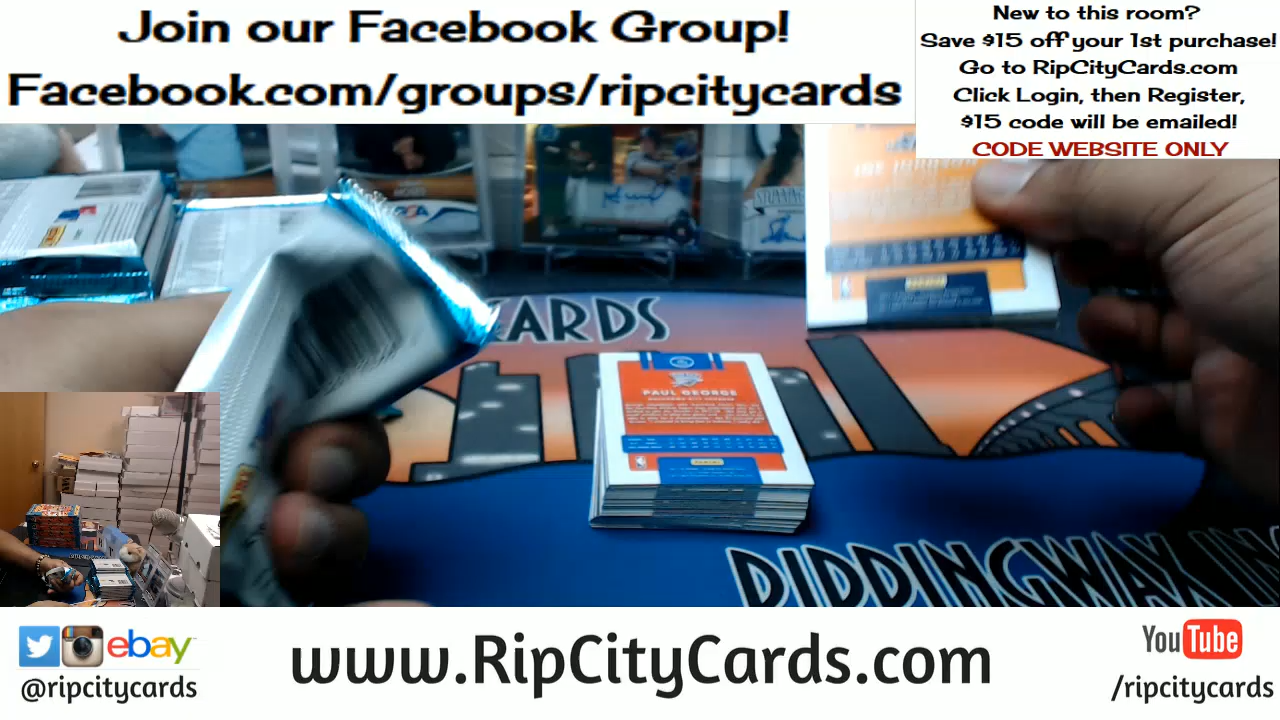 Join our Facebook Group!
Facebook.com/groups/ripcitycards
New to this room?
Save $15 off your 1st purchase!
Go to RipCityCards.com
Click Login, then Register,
$15 code will be emailed!
CODE WEBSITE ONLY
CARDS
PAUL GEORGE
PANINI
RIPPINGWAX IN
ebay
@ripcitycards
www.RipCityCards.com
YouTube
/ripcitycards